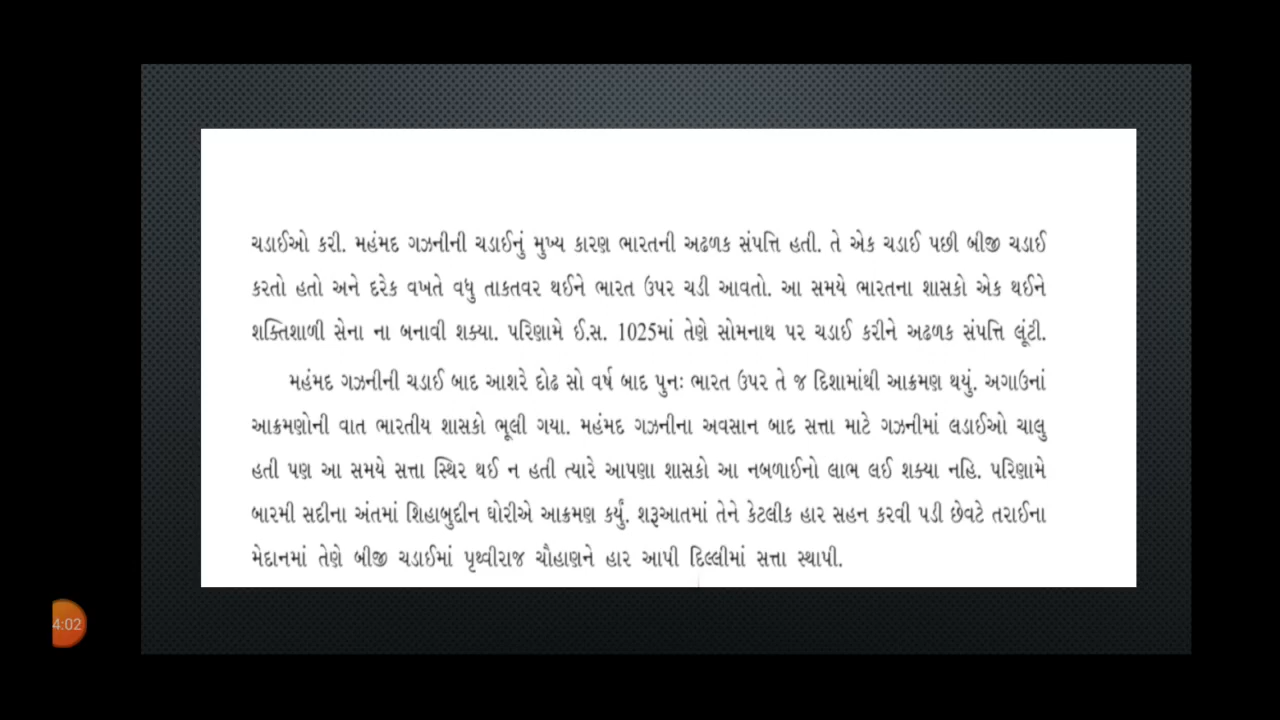 ચડાઈઓ કરી. મહંમદ ગઝનીની ચડાઈનું મુખ્ય કારણ ભારતની અઢળક સંપત્તિ હતી. તે એક ચડાઈ પછી બીજી ચડાઈ
કરતો હતો અને દરેક વખતે વધુ તાકતવર થઈને ભારત ઉપર ચડી આવતો. આ સમયે ભારતના શાસકો એક થઈને
શક્તિશાળી સેના ના બનાવી શક્યા. પરિણામે ઈ.સ. 1025માં તેણે સોમનાથ પર ચડાઈ કરીને અઢળક સંપત્તિ લૂંટી.
મહંમદ ગઝનીની ચડાઈ બાદ આશરે દોઢ સો વર્ષ બાદ પુનઃ ભારત ઉપર તે જ દિશામાંથી આક્રમણ થયું. અગાઉનાં
આક્રમણોની વાત ભારતીય શાસકો ભૂલી ગયા. મહંમદ ગઝનીના અવસાન બાદ સત્તા માટે ગઝનીમાં લડાઈઓ ચાલુ
હતી પણ આ સમયે સત્તા સ્થિર થઈ ન હતી ત્યારે આપણા શાસકો આ નબળાઈનો લાભ લઈ શક્યા નહિ. પરિણામે
બારમી સદીના અંતમાં શિહાબુદ્દીન ઘોરીએ આક્રમણ કર્યું. શરૂઆતમાં તેને કેટલીક હાર સહન કરવી પડી છેવટે તરાઈના
મેદાનમાં તેણે બીજી ચડાઈમાં પૃથ્વીરાજ ચૌહાણને હાર આપી દિલ્લીમાં સત્તા સ્થાપી.
4:02